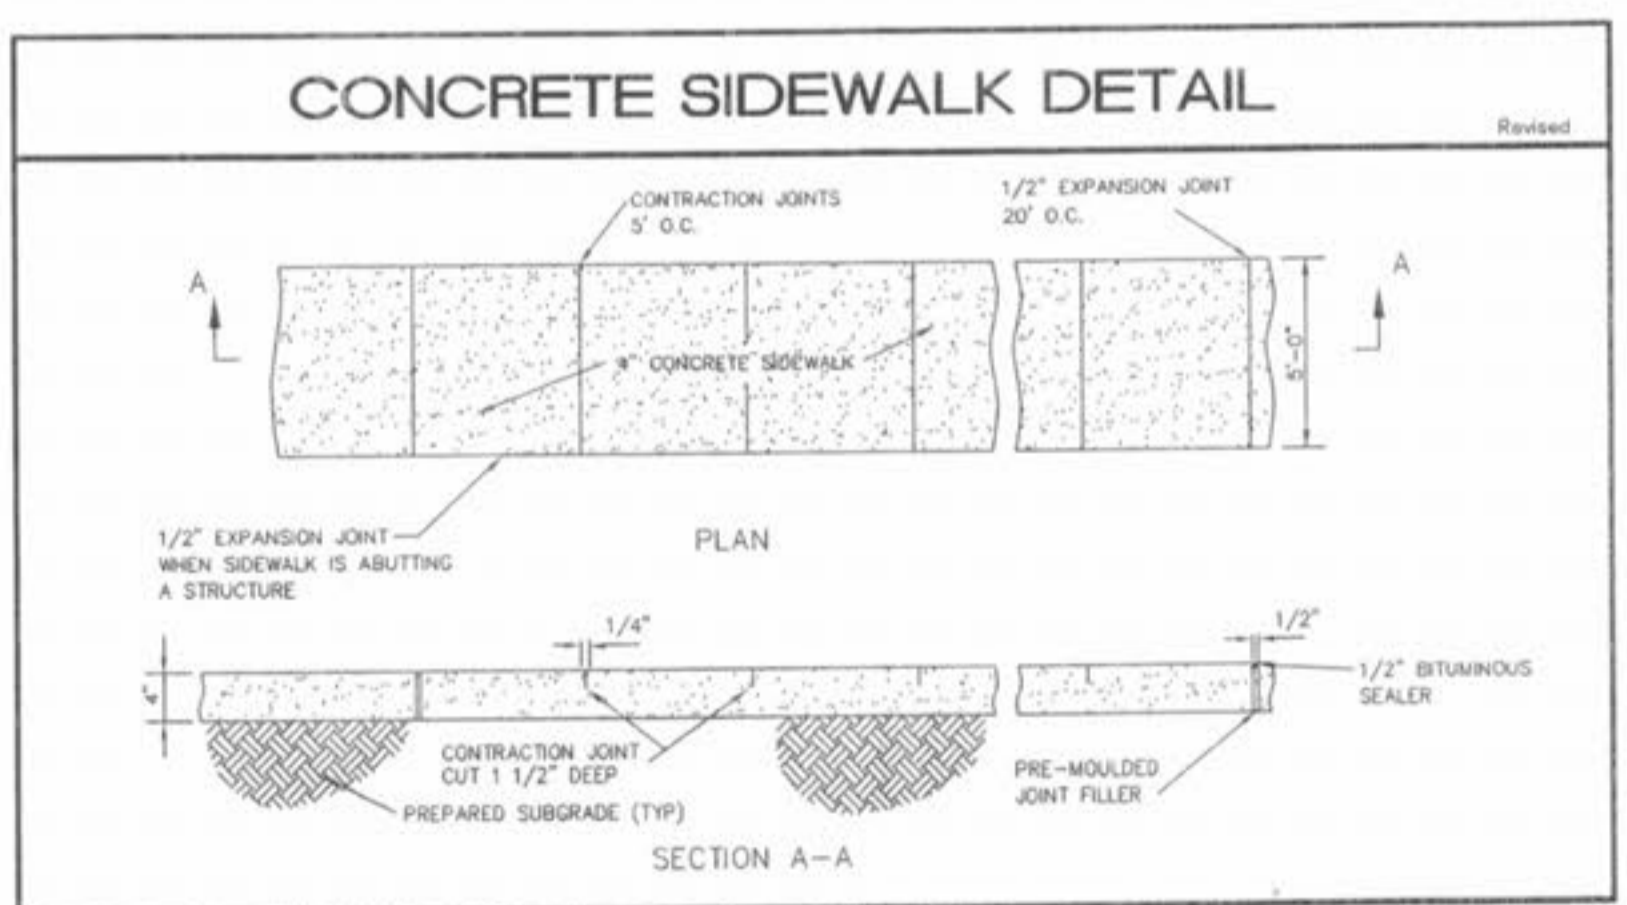 CONCRETE SIDEWALK DETAIL
Revised
CONTRACTION JOINTS
5' O.C.
1/2" EXPANSION JOINT
20' O.C.
A
A
4" CONCRETE SIDEWALK
5'-0"
1/2" EXPANSION JOINT
WHEN SIDEWALK IS ABUTTING
A STRUCTURE
PLAN
1/4"
1/2"
4"
1/2" BITUMINOUS
SEALER
CONTRACTION JOINT
CUT 1 1/2" DEEP
PRE-MOULDED
JOINT FILLER
PREPARED SUBGRADE (TYP)
SECTION A-A